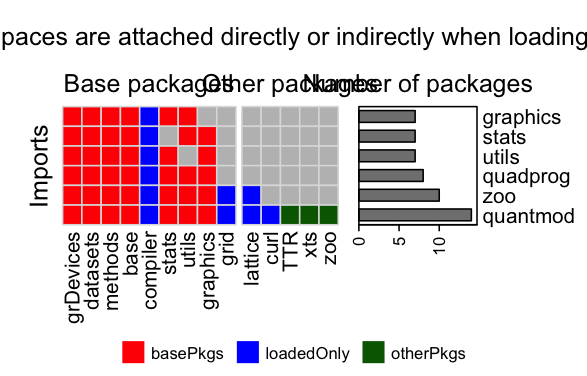 paces are attached directly or indirectly when loading
Base packages
Other packages
Number of packages
Imports
graphics
stats
utils
quadprog
zoo
quantmod
0
5
10
grDevices
datasets
methods
base
compiler
stats
utils
graphics
grid
lattice
curl
TTR
xts
zoo
basePkgs
loadedOnly
otherPkgs